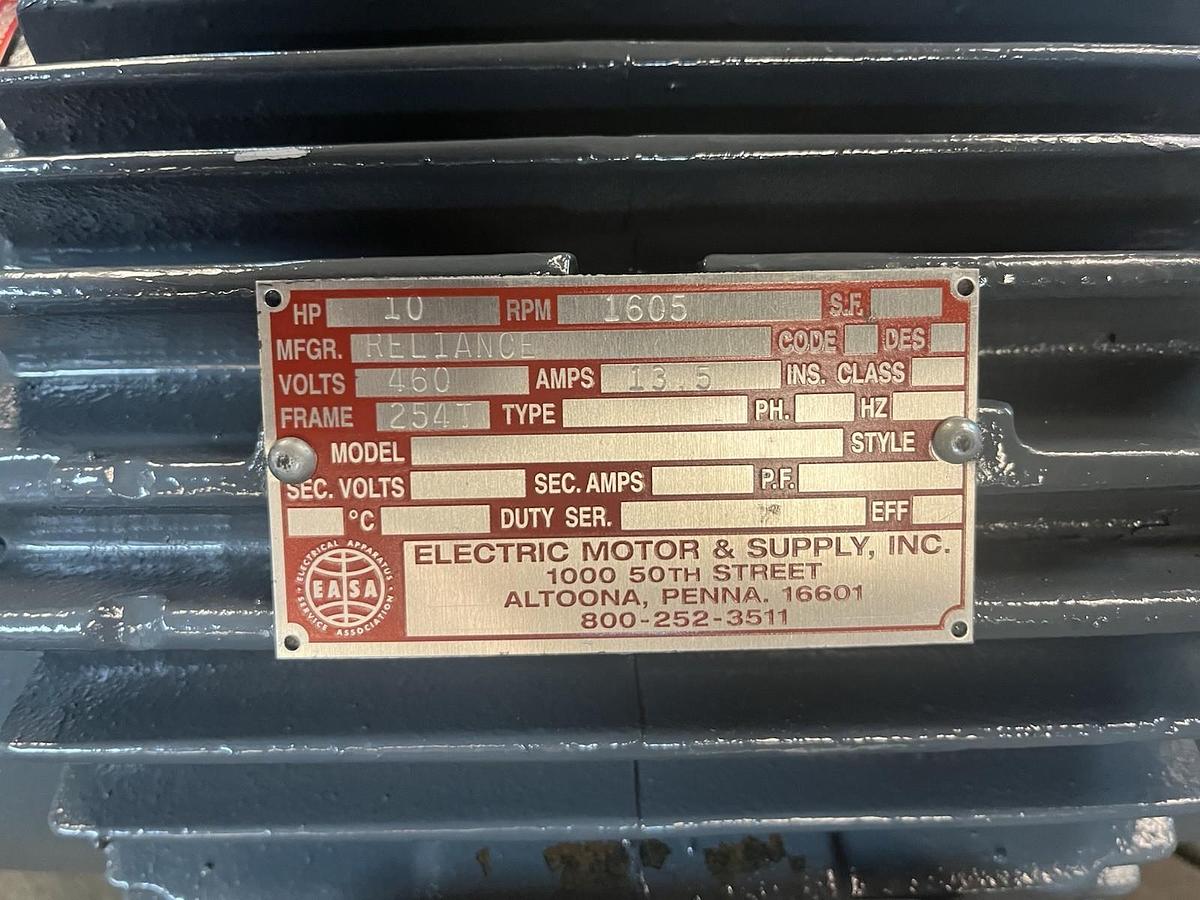 HP 10 RPM 1605 S.F.
MFGR. RELIANCE CODE DES
VOLTS 460 AMPS 13.5 INS. CLASS
FRAME 254T TYPE PH. HZ
MODEL STYLE
SEC. VOLTS SEC. AMPS P.F.
°C DUTY SER. EFF
ELECTRICAL APPARATUS
EASA
SERVICE ASSOCIATION
ELECTRIC MOTOR & SUPPLY, INC.
1000 50TH STREET
ALTOONA, PENNA. 16601
800-252-3511